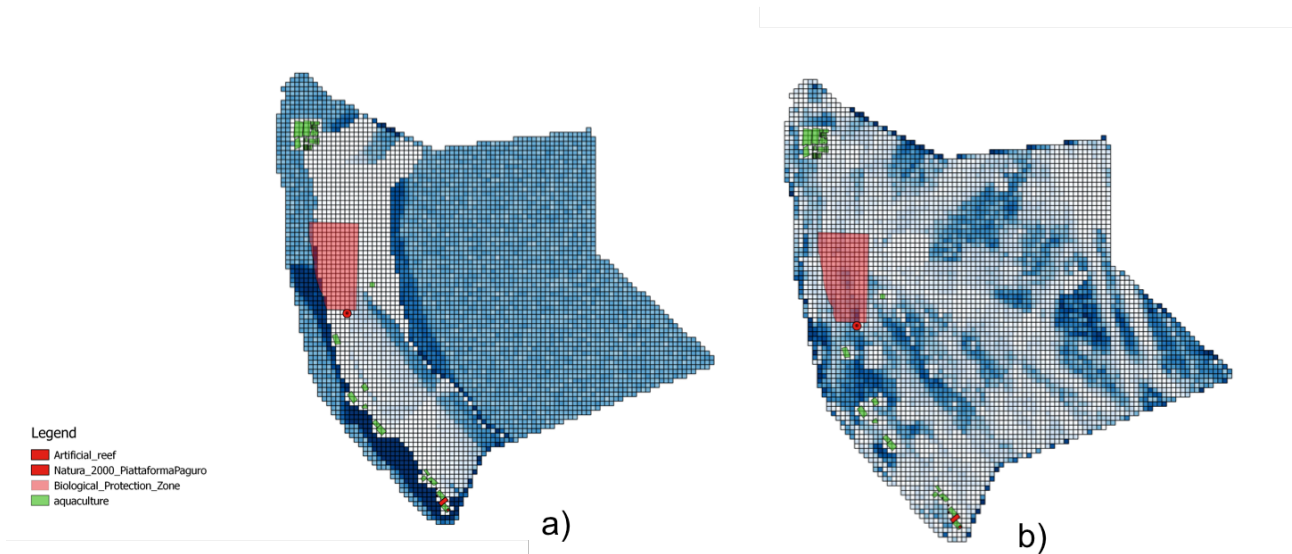 Legend
Artificial_reef
Natura_2000_PiattaformaPaguro
Biological_Protection_Zone
aquaculture
a)
b)